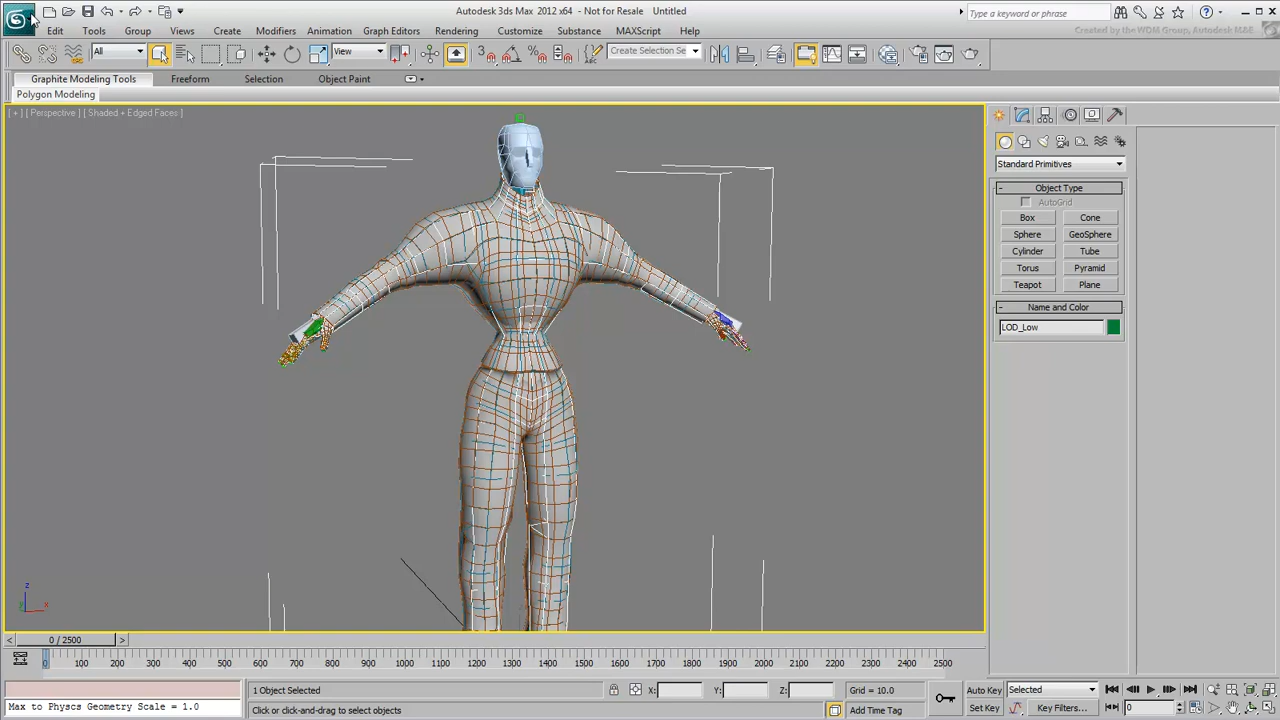 Autodesk 3ds Max 2012 x64 - Not for Resale Untitled
Type a keyword or phrase
Edit Tools Group Views Create Modifiers Animation Graph Editors Rendering Customize Substance MAXScript Help
Created by the WDM Group, Autodesk M&E
All View Create Selection Se
Graphite Modeling Tools Freeform Selection Object Paint
Polygon Modeling
[ + ] [ Perspective ] [ Shaded + Edged Faces ]
Standard Primitives
- Object Type
AutoGrid
Box Cone
Sphere GeoSphere
Cylinder Tube
Torus Pyramid
Teapot Plane
- Name and Color
LOD_Low
z
x
y
< 0 / 2500 >
0 100 200 300 400 500 600 700 800 900 1000 1100 1200 1300 1400 1500 1600 1700 1800 1900 2000 2100 2200 2300 2400 2500
1 Object Selected X: Y: Z: Grid = 10.0 Auto Key Selected
Max to Physcs Geometry Scale = 1.0 Click or click-and-drag to select objects Add Time Tag Set Key Key Filters... 0